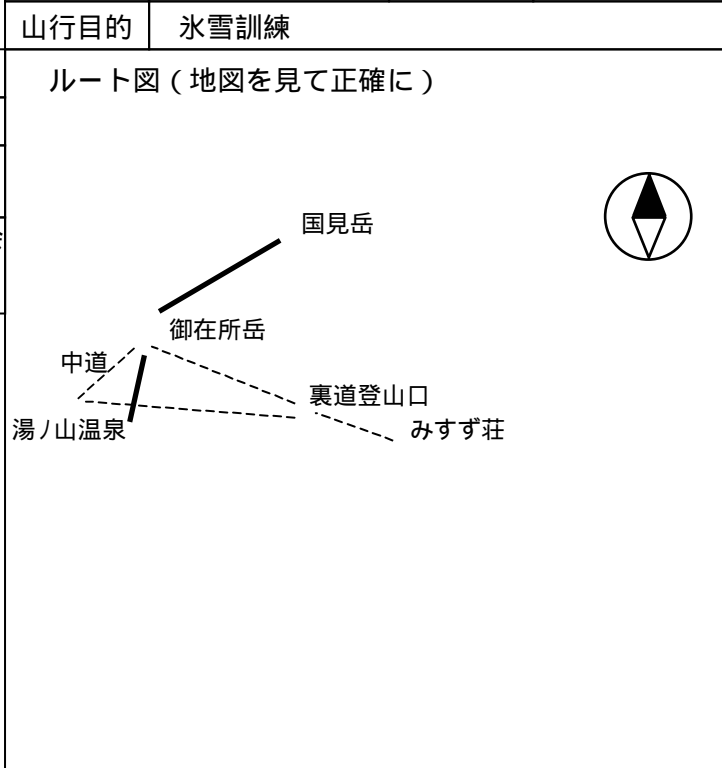 山行目的 氷雪訓練
ルート図（地図を見て正確に）
国見岳
御在所岳
中道
裏道登山口
湯ノ山温泉
みすず荘